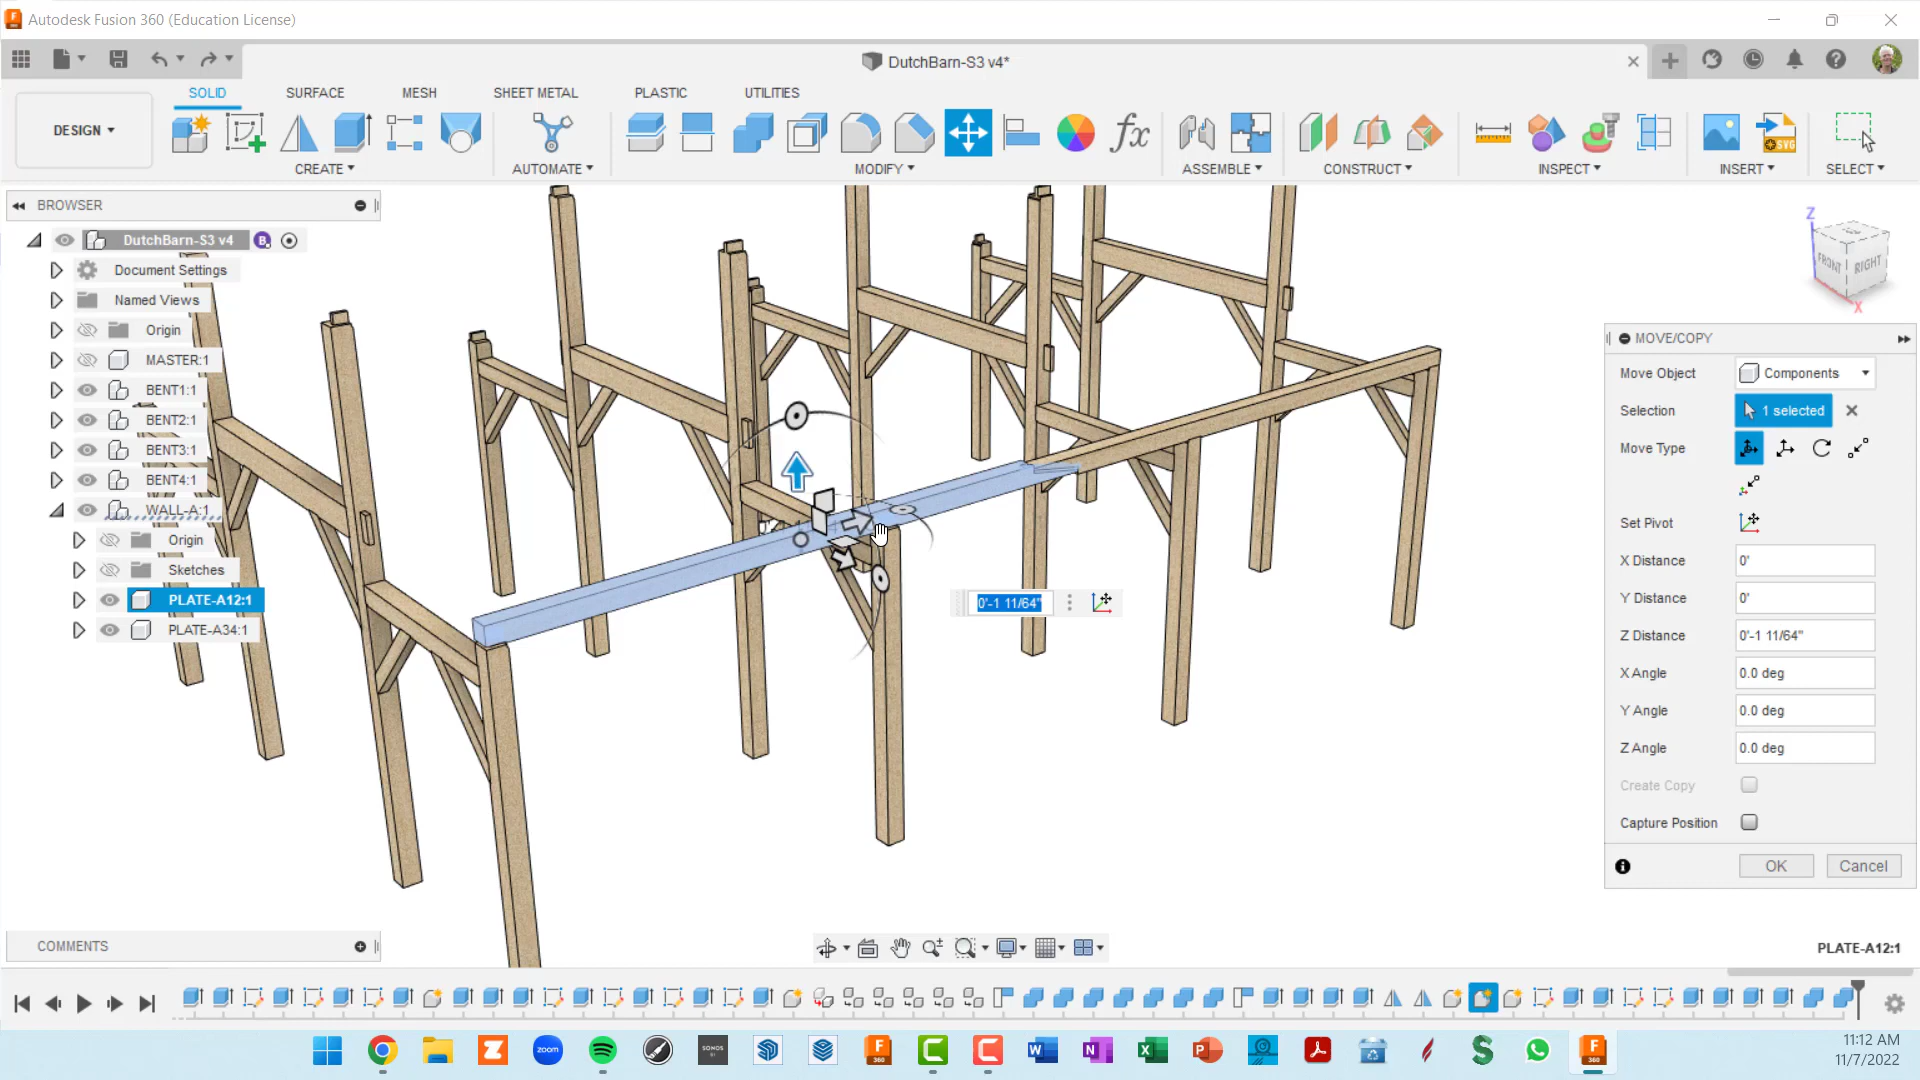 Autodesk Fusion 360 (Education License)
DutchBarn-S3 v4*
SOLID
SURFACE
MESH
SHEET METAL
PLASTIC
UTILITIES
DESIGN
CREATE
AUTOMATE
MODIFY
ASSEMBLE
CONSTRUCT
INSPECT
INSERT
SELECT
SVG
BROWSER
DutchBarn-S3 v4
B
Document Settings
Named Views
Origin
MASTER:1
BENT1:1
BENT2:1
BENT3:1
BENT4:1
WALL-A:1
Origin
Sketches
PLATE-A12:1
PLATE-A34:1
Z
FRONT
RIGHT
X
0'-1 11/64"
MOVE/COPY
Move Object
Components
Selection
1 selected
Move Type
Set Pivot
X Distance
0'
Y Distance
0'
Z Distance
0'-1 11/64"
X Angle
0.0 deg
Y Angle
0.0 deg
Z Angle
0.0 deg
Create Copy
Capture Position
OK
Cancel
COMMENTS
PLATE-A12:1
zoom
SONOS
11:12 AM
11/7/2022